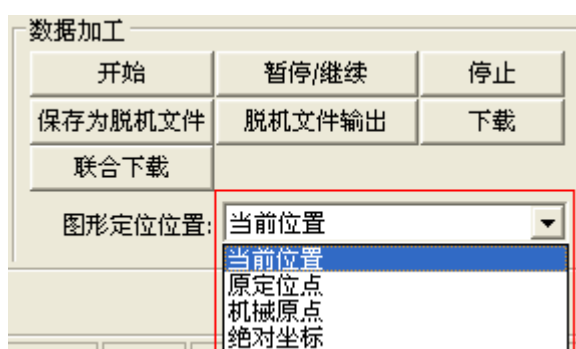 数据加工
开始 暂停/继续 停止
保存为脱机文件 脱机文件输出 下载
联合下载
图形定位位置: 当前位置
当前位置
原定位点
机械原点
绝对坐标